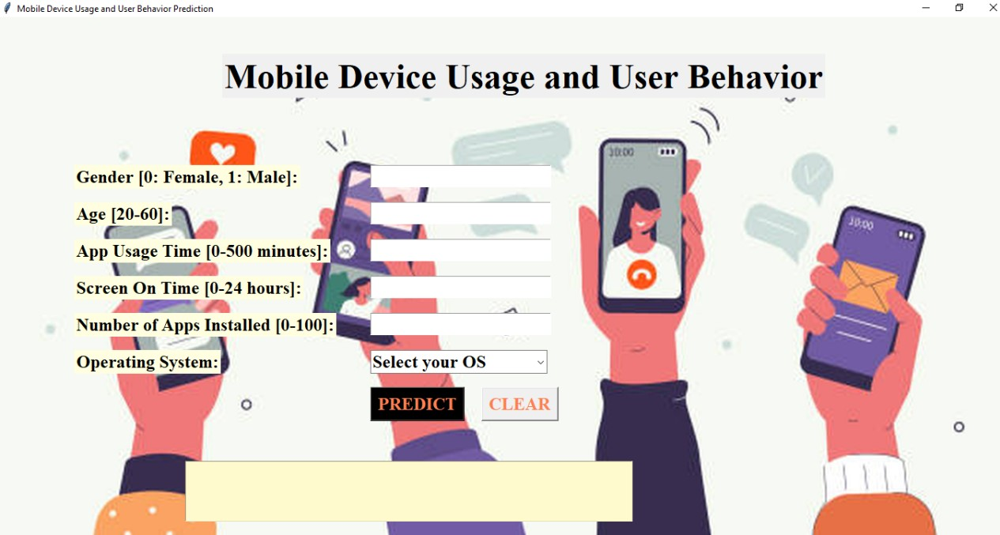 Mobile Device Usage and User Behavior Prediction
Mobile Device Usage and User Behavior
10:00
10:00
Gender [0: Female, 1: Male]:
Age [20-60]:
App Usage Time [0-500 minutes]:
Screen On Time [0-24 hours]:
Number of Apps Installed [0-100]:
Operating System:
Select your OS
PREDICT
CLEAR